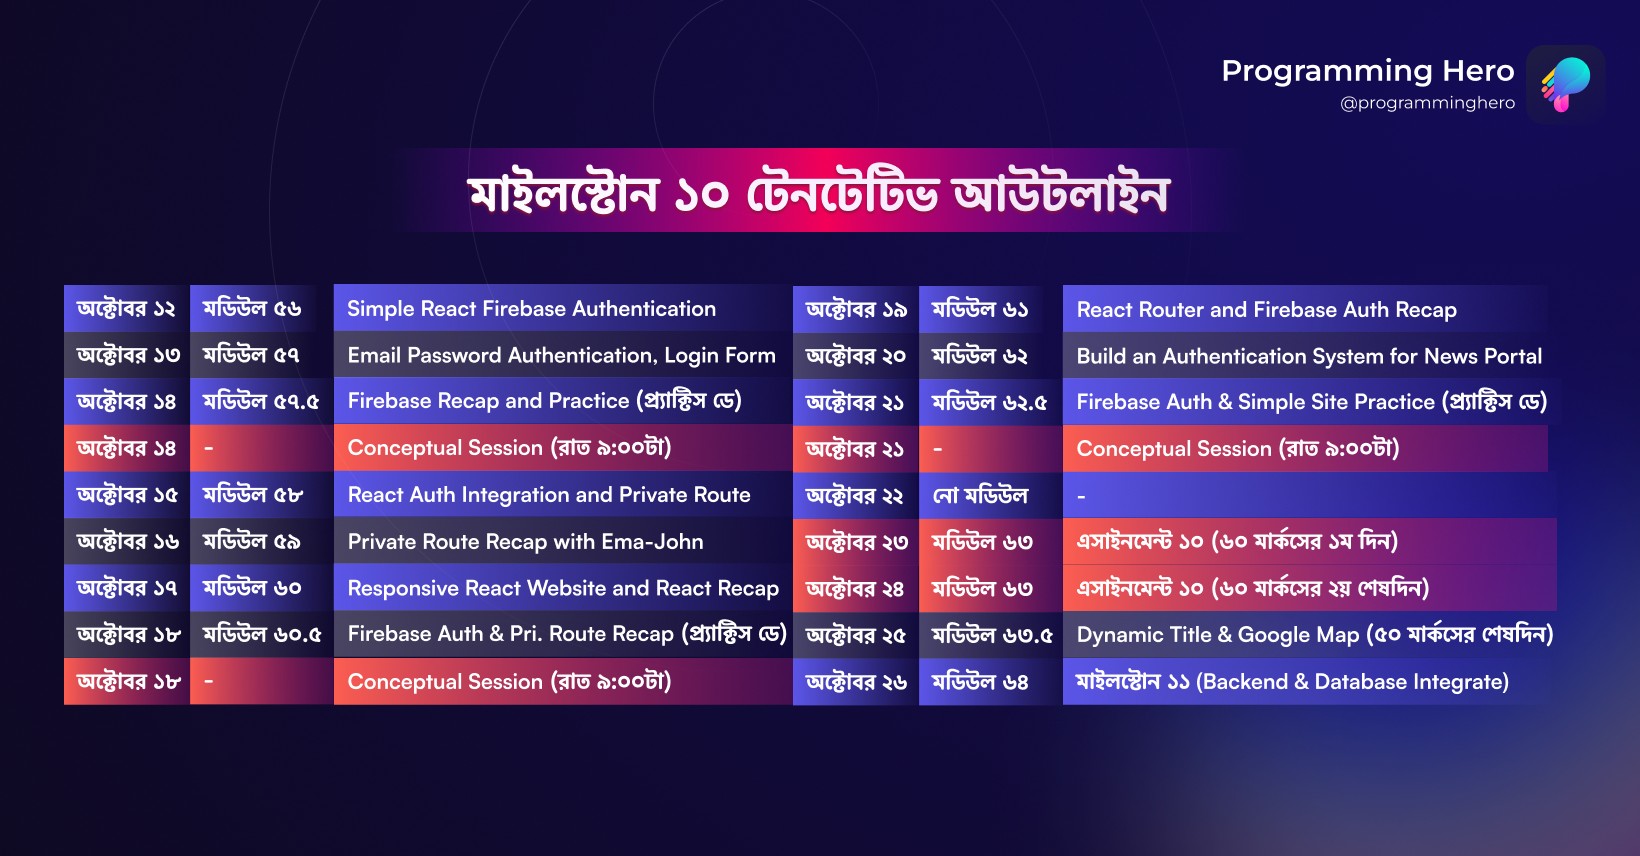 Programming Hero
@programminghero
মাইলস্টোন ১০ টেনটেটিভ আউটলাইন
অক্টোবর ১২ মডিউল ৫৬ Simple React Firebase Authentication
অক্টোবর ১৩ মডিউল ৫৭ Email Password Authentication, Login Form
অক্টোবর ১৪ মডিউল ৫৭.৫ Firebase Recap and Practice (প্র্যাক্টিস ডে)
অক্টোবর ১৪ - Conceptual Session (রাত ৯:০০টা)
অক্টোবর ১৫ মডিউল ৫৮ React Auth Integration and Private Route
অক্টোবর ১৬ মডিউল ৫৯ Private Route Recap with Ema-John
অক্টোবর ১৭ মডিউল ৬০ Responsive React Website and React Recap
অক্টোবর ১৮ মডিউল ৬০.৫ Firebase Auth & Pri. Route Recap (প্র্যাক্টিস ডে)
অক্টোবর ১৮ - Conceptual Session (রাত ৯:০০টা)
অক্টোবর ১৯ মডিউল ৬১ React Router and Firebase Auth Recap
অক্টোবর ২০ মডিউল ৬২ Build an Authentication System for News Portal
অক্টোবর ২১ মডিউল ৬২.৫ Firebase Auth & Simple Site Practice (প্র্যাক্টিস ডে)
অক্টোবর ২১ - Conceptual Session (রাত ৯:০০টা)
অক্টোবর ২২ নো মডিউল -
অক্টোবর ২৩ মডিউল ৬৩ এসাইনমেন্ট ১০ (৬০ মার্কসের ১ম দিন)
অক্টোবর ২৪ মডিউল ৬৩ এসাইনমেন্ট ১০ (৬০ মার্কসের ২য় শেষদিন)
অক্টোবর ২৫ মডিউল ৬৩.৫ Dynamic Title & Google Map (৫০ মার্কসের শেষদিন)
অক্টোবর ২৬ মডিউল ৬৪ মাইলস্টোন ১১ (Backend & Database Integrate)